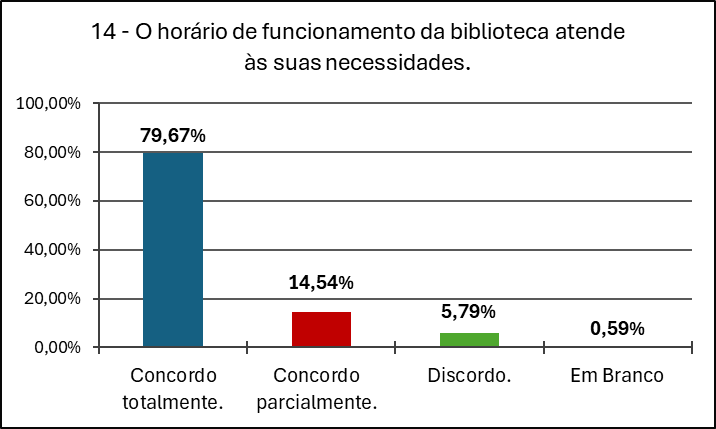 14 - O horário de funcionamento da biblioteca atende
às suas necessidades.
100,00%
80,00%
60,00%
40,00%
20,00%
0,00%
79,67%
14,54%
5,79%
0,59%
Concordo
totalmente.
Concordo
parcialmente.
Discordo.
Em Branco